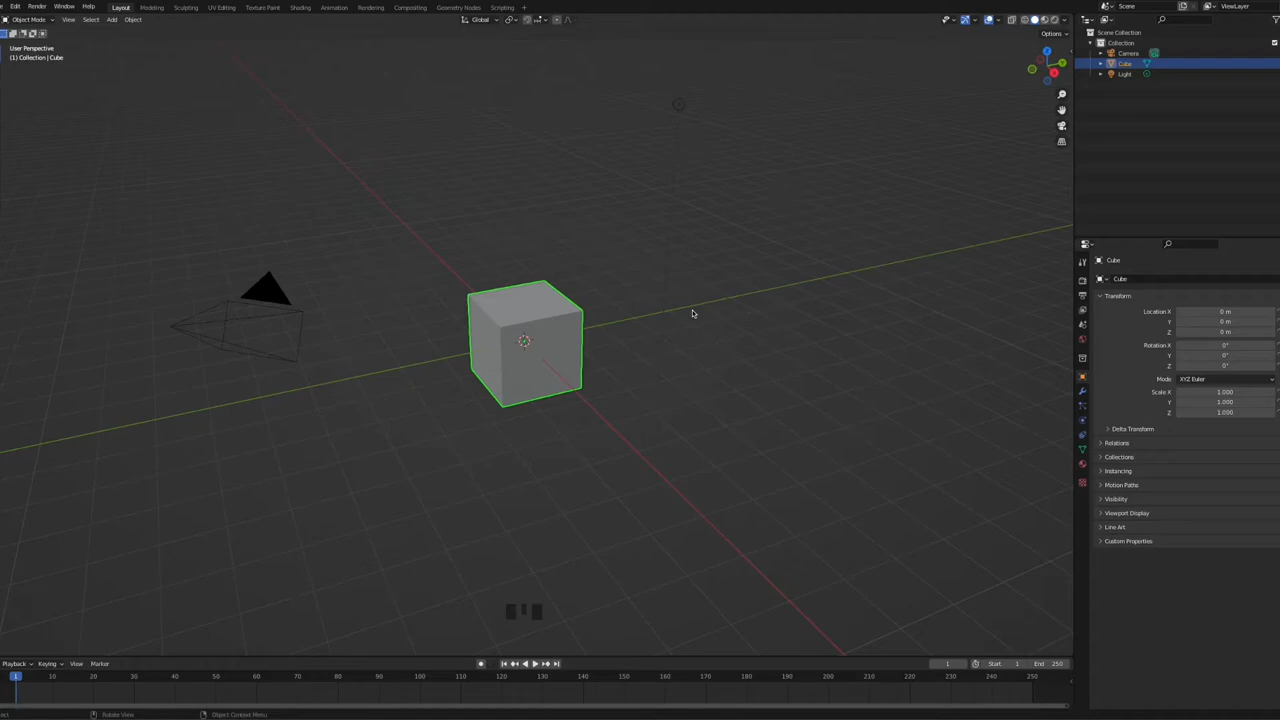 Edit Render Window Help Layout Modeling Sculpting UV Editing Texture Paint Shading Animation Rendering Compositing Geometry Nodes Scripting + Scene ViewLayer
Object Mode View Select Add Object Global
Options
User Perspective
(1) Collection | Cube
Scene Collection
Collection
Camera
Cube
Light
Z
Y
X
Cube
Cube
Transform
Location X 0 m
Y 0 m
Z 0 m
Rotation X 0°
Y 0°
Z 0°
Mode XYZ Euler
Scale X 1.000
Y 1.000
Z 1.000
Delta Transform
Relations
Collections
Instancing
Motion Paths
Visibility
Viewport Display
Line Art
Custom Properties
Playback Keying View Marker 1 Start 1 End 250
1 10 20 30 40 50 60 70 80 90 100 110 120 130 140 150 160 170 180 190 200 210 220 230 240 250
Rotate View Object Context Menu